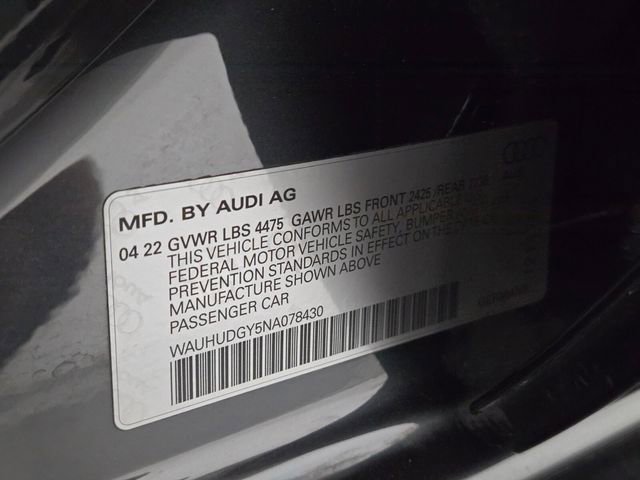 MFD. BY AUDI AG
04 22 GVWR LBS 4475 GAWR LBS FRONT 2425 /REAR
THIS VEHICLE CONFORMS TO ALL APPLICABLE
FEDERAL MOTOR VEHICLE SAFETY, BUMPER
PREVENTION STANDARDS IN EFFECT ON THE
MANUFACTURE SHOWN ABOVE
PASSENGER CAR
WAUHUDGY5NA078430